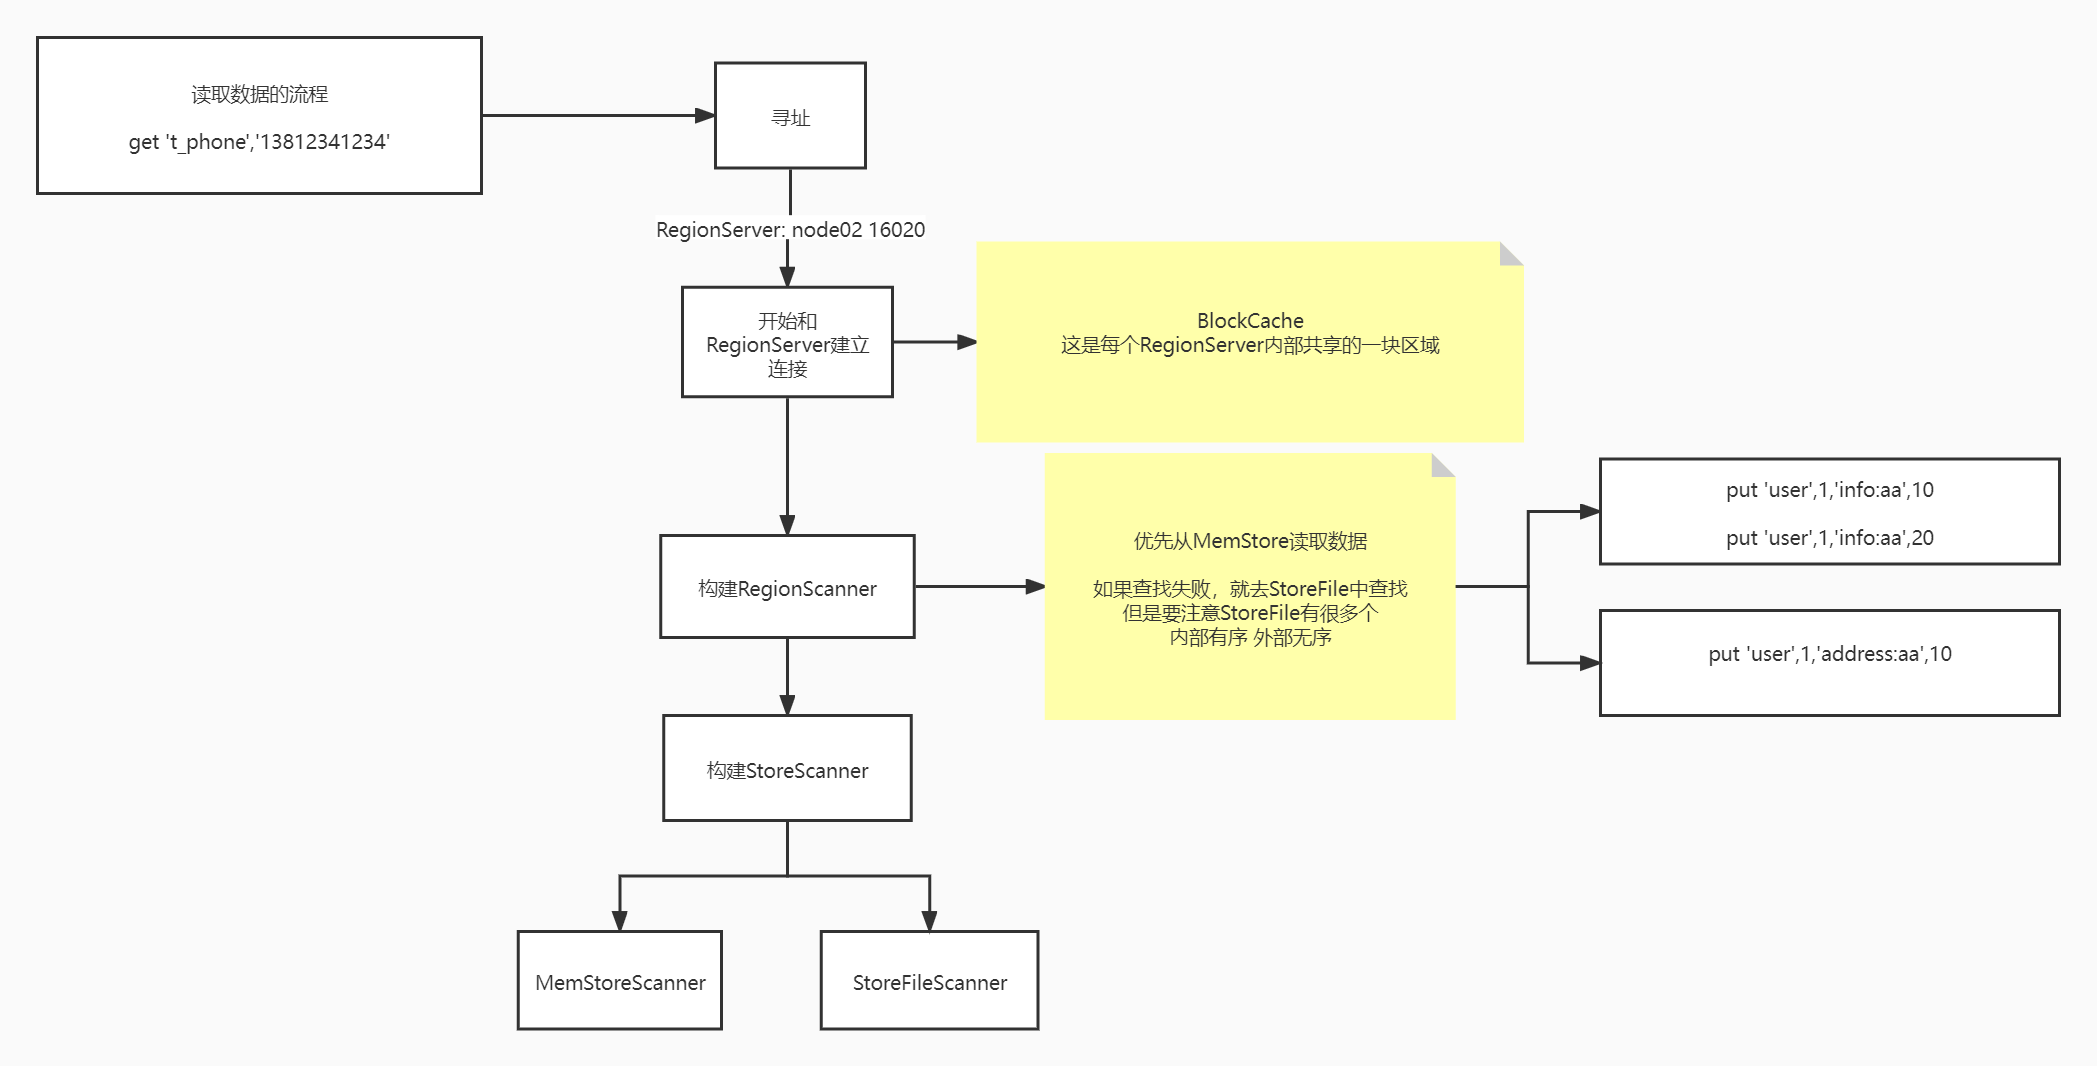 读取数据的流程
get 't_phone','13812341234'
寻址
RegionServer: node02 16020
开始和
RegionServer建立
连接
BlockCache
这是每个RegionServer内部共享的一块区域
构建RegionScanner
优先从MemStore读取数据
如果查找失败，就去StoreFile中查找
但是要注意StoreFile有很多个
内部有序 外部无序
put 'user',1,'info:aa',10
put 'user',1,'info:aa',20
put 'user',1,'address:aa',10
构建StoreScanner
MemStoreScanner
StoreFileScanner